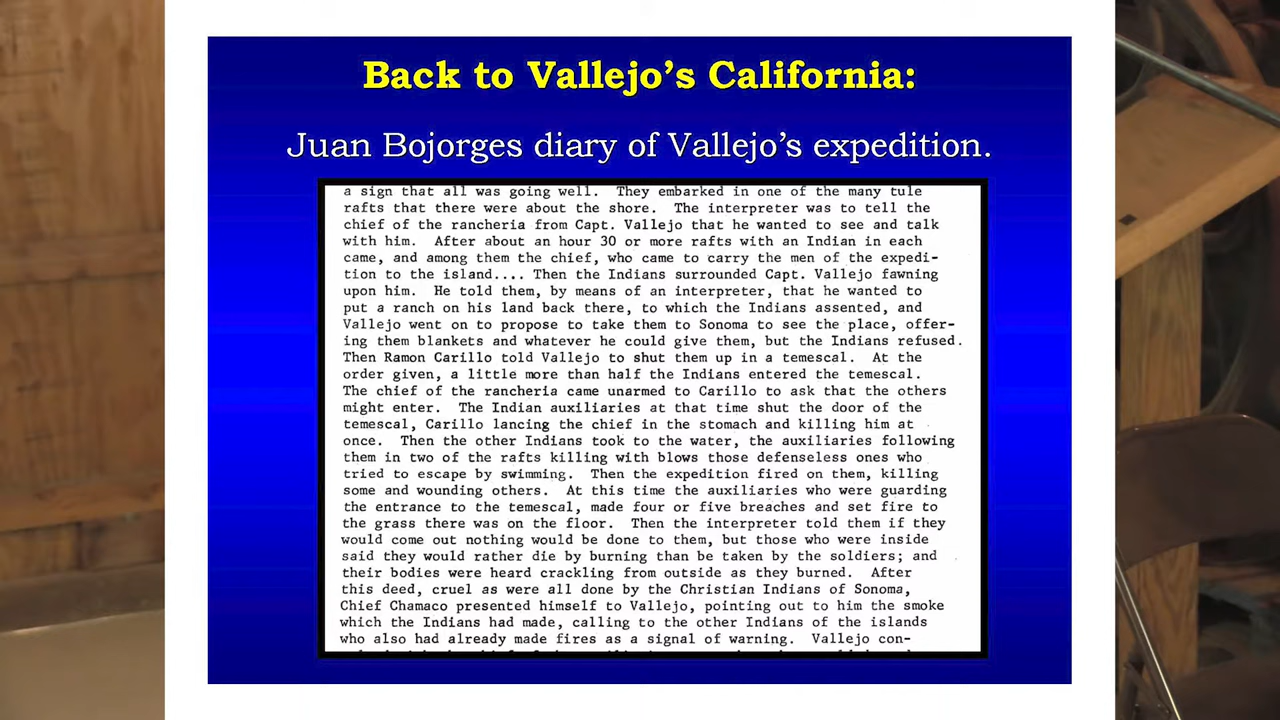 Back to Vallejo's California:
Juan Bojorges diary of Vallejo's expedition.
a sign that all was going well. They embarked in one of the many tule
rafts that there were about the shore. The interpreter was to tell the
chief of the rancheria from Capt. Vallejo that he wanted to see and talk
with him. After about an hour 30 or more rafts with an Indian in each
came, and among them the chief, who came to carry the men of the expedi-
tion to the island.... Then the Indians surrounded Capt. Vallejo fawning
upon him. He told them, by means of an interpreter, that he wanted to
put a ranch on his land back there, to which the Indians assented, and
Vallejo went on to propose to take them to Sonoma to see the place, offer-
ing them blankets and whatever he could give them, but the Indians refused.
Then Ramon Carillo told Vallejo to shut them up in a temescal. At the
order given, a little more than half the Indians entered the temescal.
The chief of the rancheria came unarmed to Carillo to ask that the others
might enter. The Indian auxiliaries at that time shut the door of the
temescal, Carillo lancing the chief in the stomach and killing him at
once. Then the other Indians took to the water, the auxiliaries following
them in two of the rafts killing with blows those defenseless ones who
tried to escape by swimming. Then the expedition fired on them, killing
some and wounding others. At this time the auxiliaries who were guarding
the entrance to the temescal, made four or five breaches and set fire to
the grass there was on the floor. Then the interpreter told them if they
would come out nothing would be done to them, but those who were inside
said they would rather die by burning than be taken by the soldiers; and
their bodies were heard crackling from outside as they burned. After
this deed, cruel as were all done by the Christian Indians of Sonoma,
Chief Chamaco presented himself to Vallejo, pointing out to him the smoke
which the Indians had made, calling to the other Indians of the islands
who also had already made fires as a signal of warning. Vallejo con-